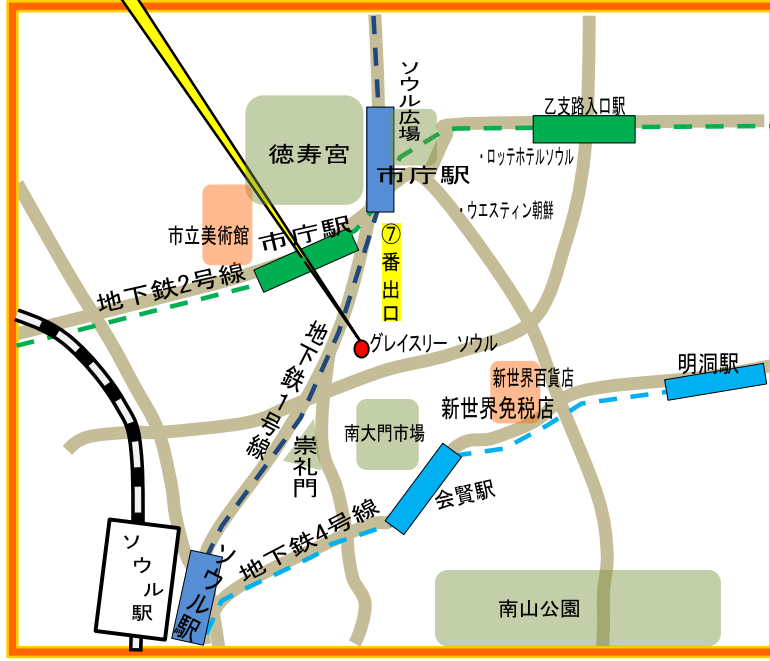 ソウル広場
乙支路入口駅
徳寿宮
・ロッテホテルソウル
市庁駅
・ウエスティン朝鮮
市立美術館
市庁駅
⑦番出口
地下鉄2号線
地下鉄1号線
グレイスリー ソウル
明洞駅
新世界百貨店
新世界免税店
南大門市場
崇礼門
会賢駅
地下鉄4号線
ソウル駅
ソウル駅
南山公園